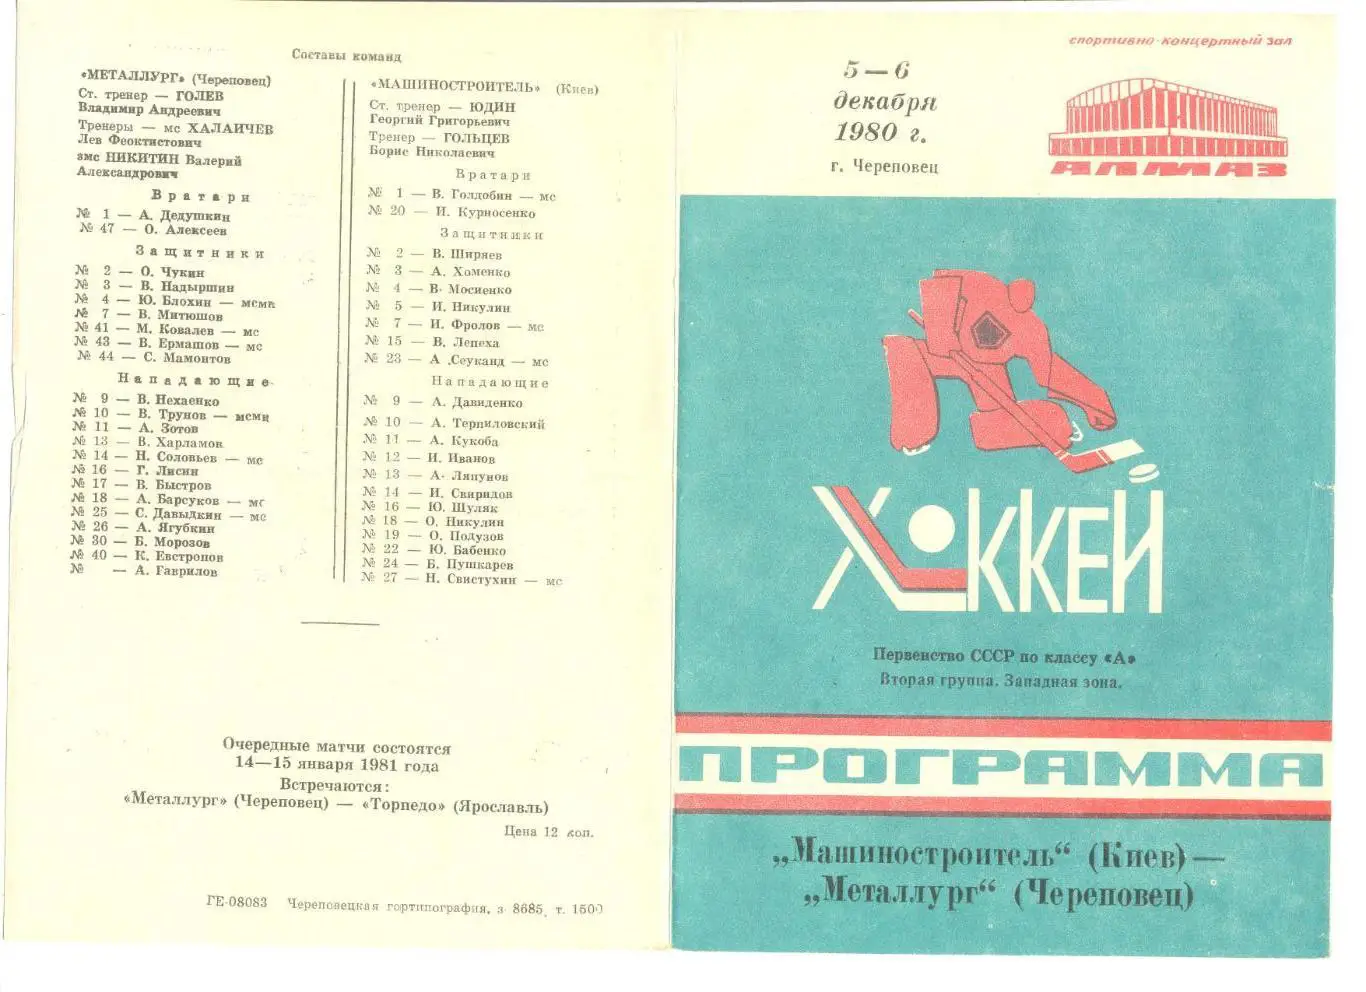 Составы команд
«МЕТАЛЛУРГ» (Череповец)
Ст. тренер — ГОЛЕВ
Владимир Андреевич
Тренеры — мс ХАЛАИЧЕВ
Лев Феоктистович
змс НИКИТИН Валерий
Александрович
Вратари
№ 1 — А. Дедушкин
№ 47 — О. Алексеев
Защитники
№ 2 — О. Чукин
№ 3 — В. Надыршин
№ 4 — Ю. Блохин — мсмк
№ 7 — В. Митюшов
№ 41 — М. Ковалев — мс
№ 43 — В. Ермашов — мс
№ 44 — С. Мамонтов
Нападающие
№ 9 — В. Нехаенко
№ 10 — В. Трунов — мсмк
№ 11 — А. Зотов
№ 13 — В. Харламов
№ 14 — Н. Соловьев — мс
№ 16 — Г. Лисин
№ 17 — В. Быстров
№ 18 — А. Барсуков — мс
№ 25 — С. Давыдкин — мс
№ 26 — А. Ягубкин
№ 30 — Б. Морозов
№ 40 — К. Евстропов
№ — А. Гаврилов
«МАШИНОСТРОИТЕЛЬ» (Киев)
Ст. тренер — ЮДИН
Георгий Григорьевич
Тренер — ГОЛЬЦЕВ
Борис Николаевич
Вратари
№ 1 — В. Голдобин — мс
№ 20 — И. Курносенко
Защитники
№ 2 — В. Ширяев
№ 3 — А. Хоменко
№ 4 — В. Мосиенко
№ 5 — И. Никулин
№ 7 — И. Фролов — мс
№ 15 — В. Лепеха
№ 23 — А .Сеуканд — мс
Нападающие
№ 9 — А. Давиденко
№ 10 — А. Терпиловский
№ 11 — А. Кукоба
№ 12 — И. Иванов
№ 13 — А. Ляпунов
№ 14 — И. Свиридов
№ 16 — Ю. Шуляк
№ 18 — О. Никулин
№ 19 — О. Подузов
№ 22 — Ю. Бабенко
№ 24 — Б. Пушкарев
№ 27 — Н. Свистухин — мс
Очередные матчи состоятся
14—15 января 1981 года
Встречаются:
«Металлург» (Череповец) — «Торпедо» (Ярославль)
Цена 12 коп.
ГЕ-08083 Череповецкая гортипография, з 8685, т. 1500
спортивно-концертный зал
АЛМАЗ
5—6
декабря
1980 г.
г. Череповец
ХОККЕЙ
Первенство СССР по классу «А»
Вторая группа. Западная зона.
ПРОГРАММА
„Машиностроитель“ (Киев) —
„Металлург“ (Череповец)